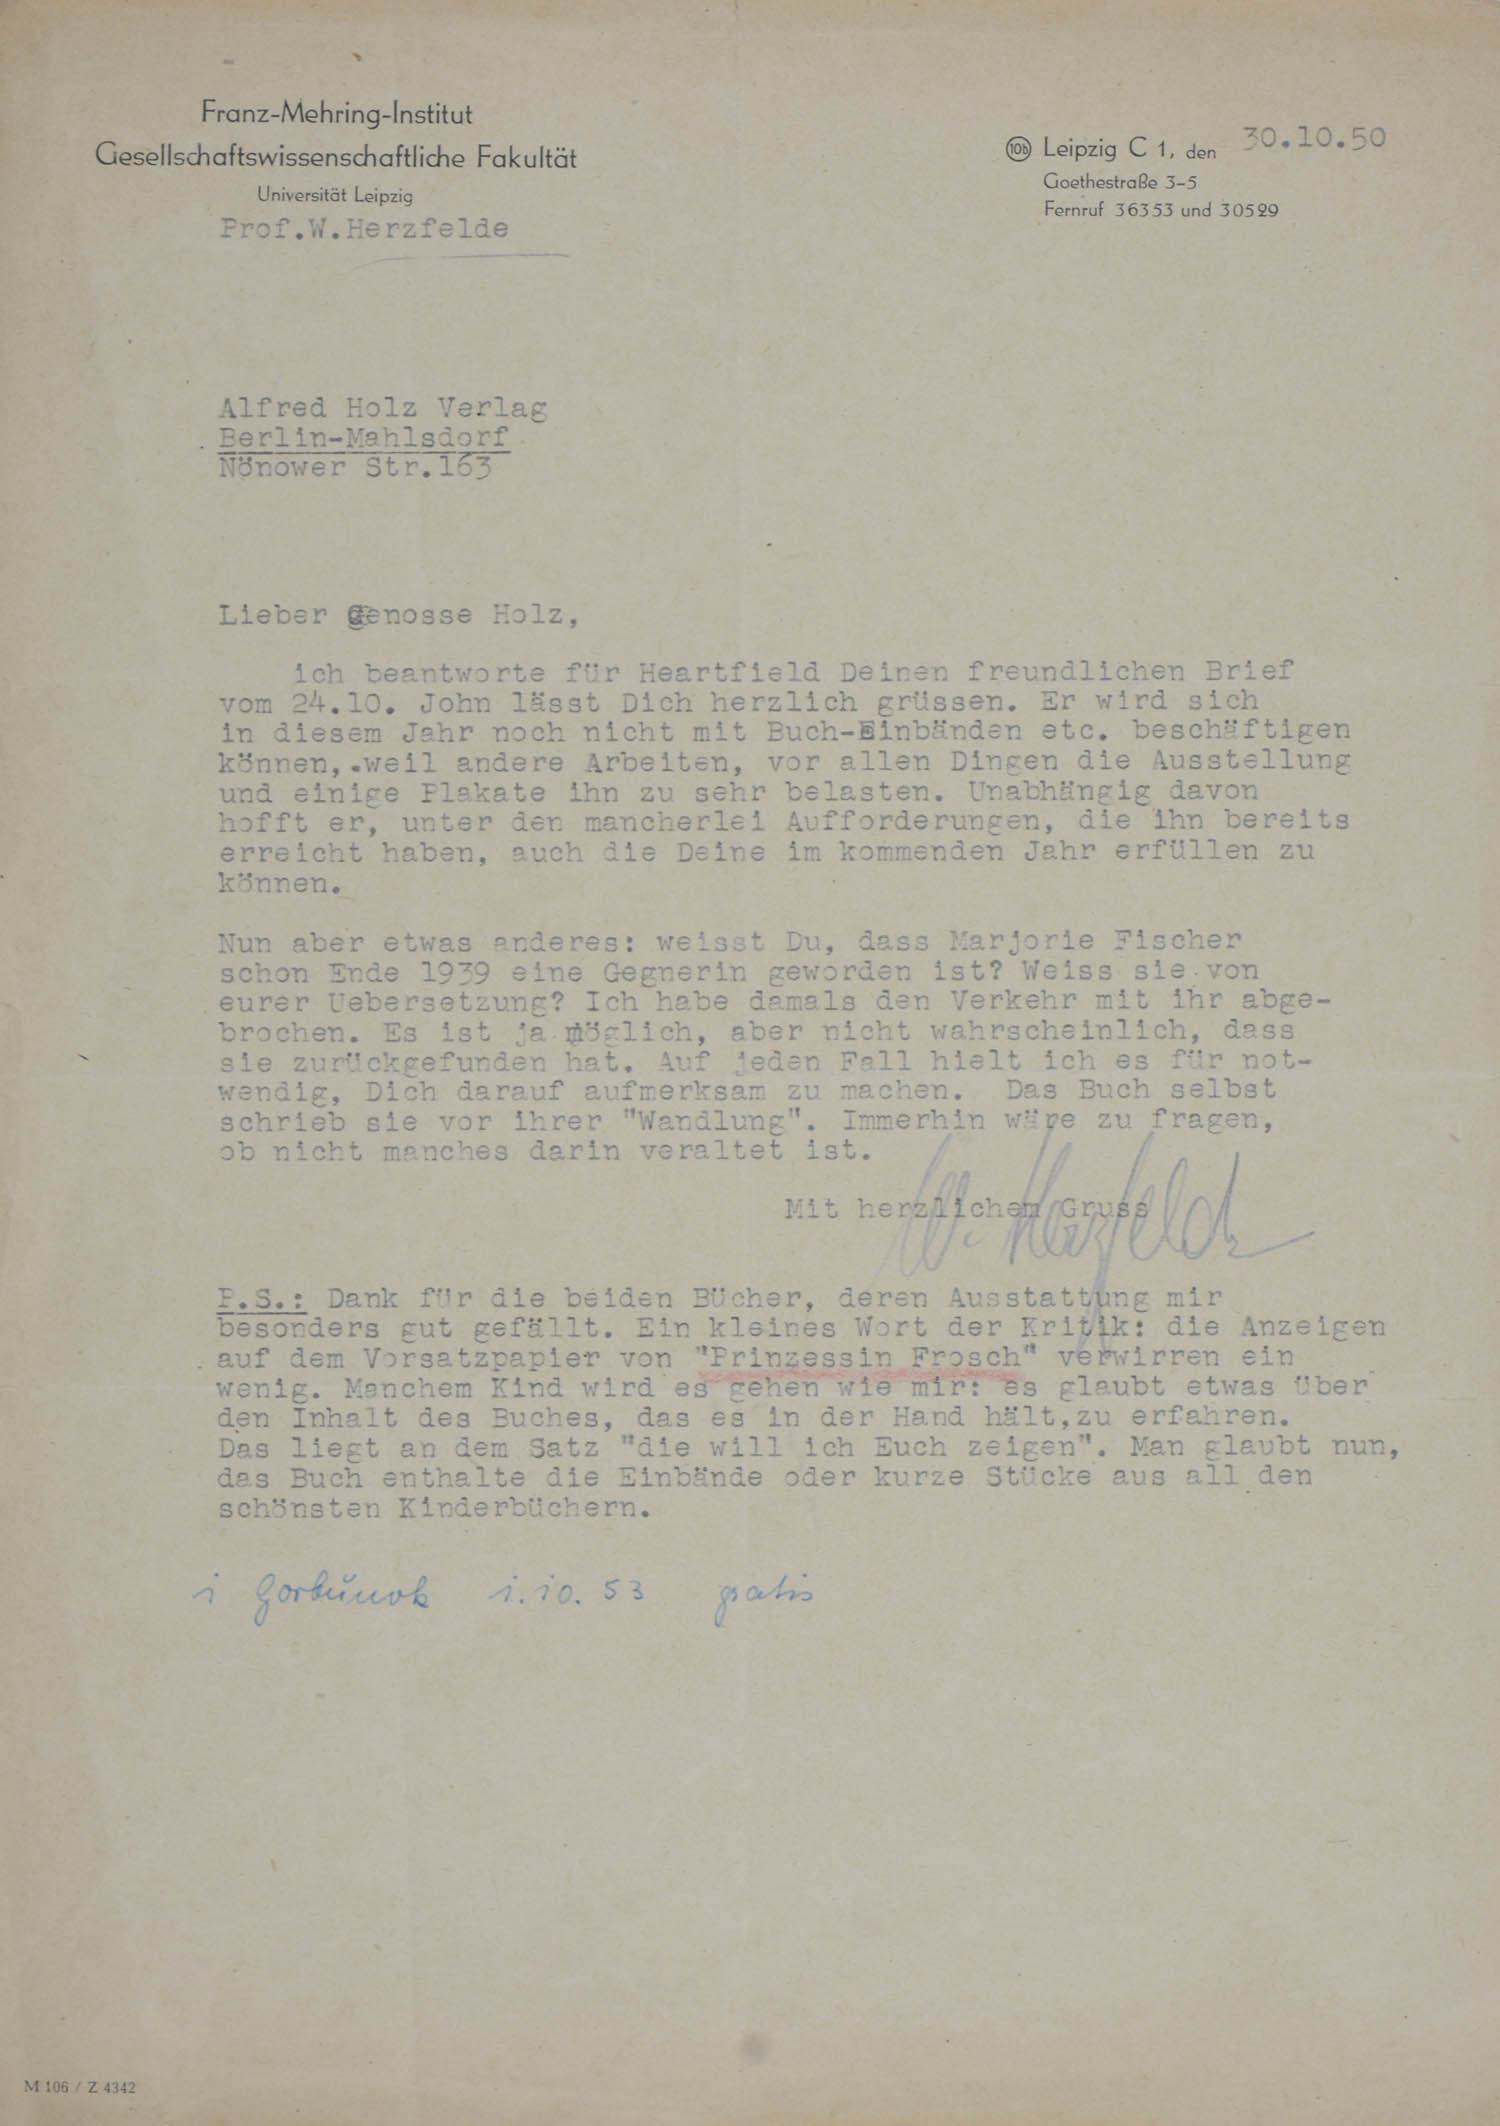 Franz-Mehring-Institut
Gesellschaftswissenschaftliche Fakultät
Universität Leipzig
Prof.W.Herzfelde
10b Leipzig C 1, den 30.10.50
Goethestraße 3-5
Fernruf 36353 und 30529
Alfred Holz Verlag
Berlin-Mahlsdorf
Nönower Str.163
Lieber Genosse Holz,
ich beantworte für Heartfield Deinen freundlichen Brief
vom 24.10. John lässt Dich herzlich grüssen. Er wird sich
in diesem Jahr noch nicht mit Buch-Einbänden etc. beschäftigen
können, weil andere Arbeiten, vor allen Dingen die Ausstellung
und einige Plakate ihn zu sehr belasten. Unabhängig davon
hofft er, unter den mancherlei Aufforderungen, die ihn bereits
erreicht haben, auch die Deine im kommenden Jahr erfüllen zu
können.
Nun aber etwas anderes: weisst Du, dass Marjorie Fischer
schon Ende 1939 eine Gegnerin geworden ist? Weiss sie von
eurer Uebersetzung? Ich habe damals den Verkehr mit ihr abge-
brochen. Es ist ja möglich, aber nicht wahrscheinlich, dass
sie zurückgefunden hat. Auf jeden Fall hielt ich es für not-
wendig, Dich darauf aufmerksam zu machen. Das Buch selbst
schrieb sie vor ihrer "Wandlung". Immerhin wäre zu fragen,
ob nicht manches darin veraltet ist.
Mit herzlichem Gruss
W. Herzfelde
P.S.: Dank für die beiden Bücher, deren Ausstattung mir
besonders gut gefällt. Ein kleines Wort der Kritik: die Anzeigen
auf dem Vorsatzpapier von "Prinzessin Frosch" verwirren ein
wenig. Manchem Kind wird es gehen wie mir: es glaubt etwas über
den Inhalt des Buches, das es in der Hand hält,zu erfahren.
Das liegt an dem Satz "die will ich Euch zeigen". Man glaubt nun,
das Buch enthalte die Einbände oder kurze Stücke aus all den
schönsten Kinderbüchern.
1 Gorbunok 1.10.53 gratis
M 106 / Z 4342